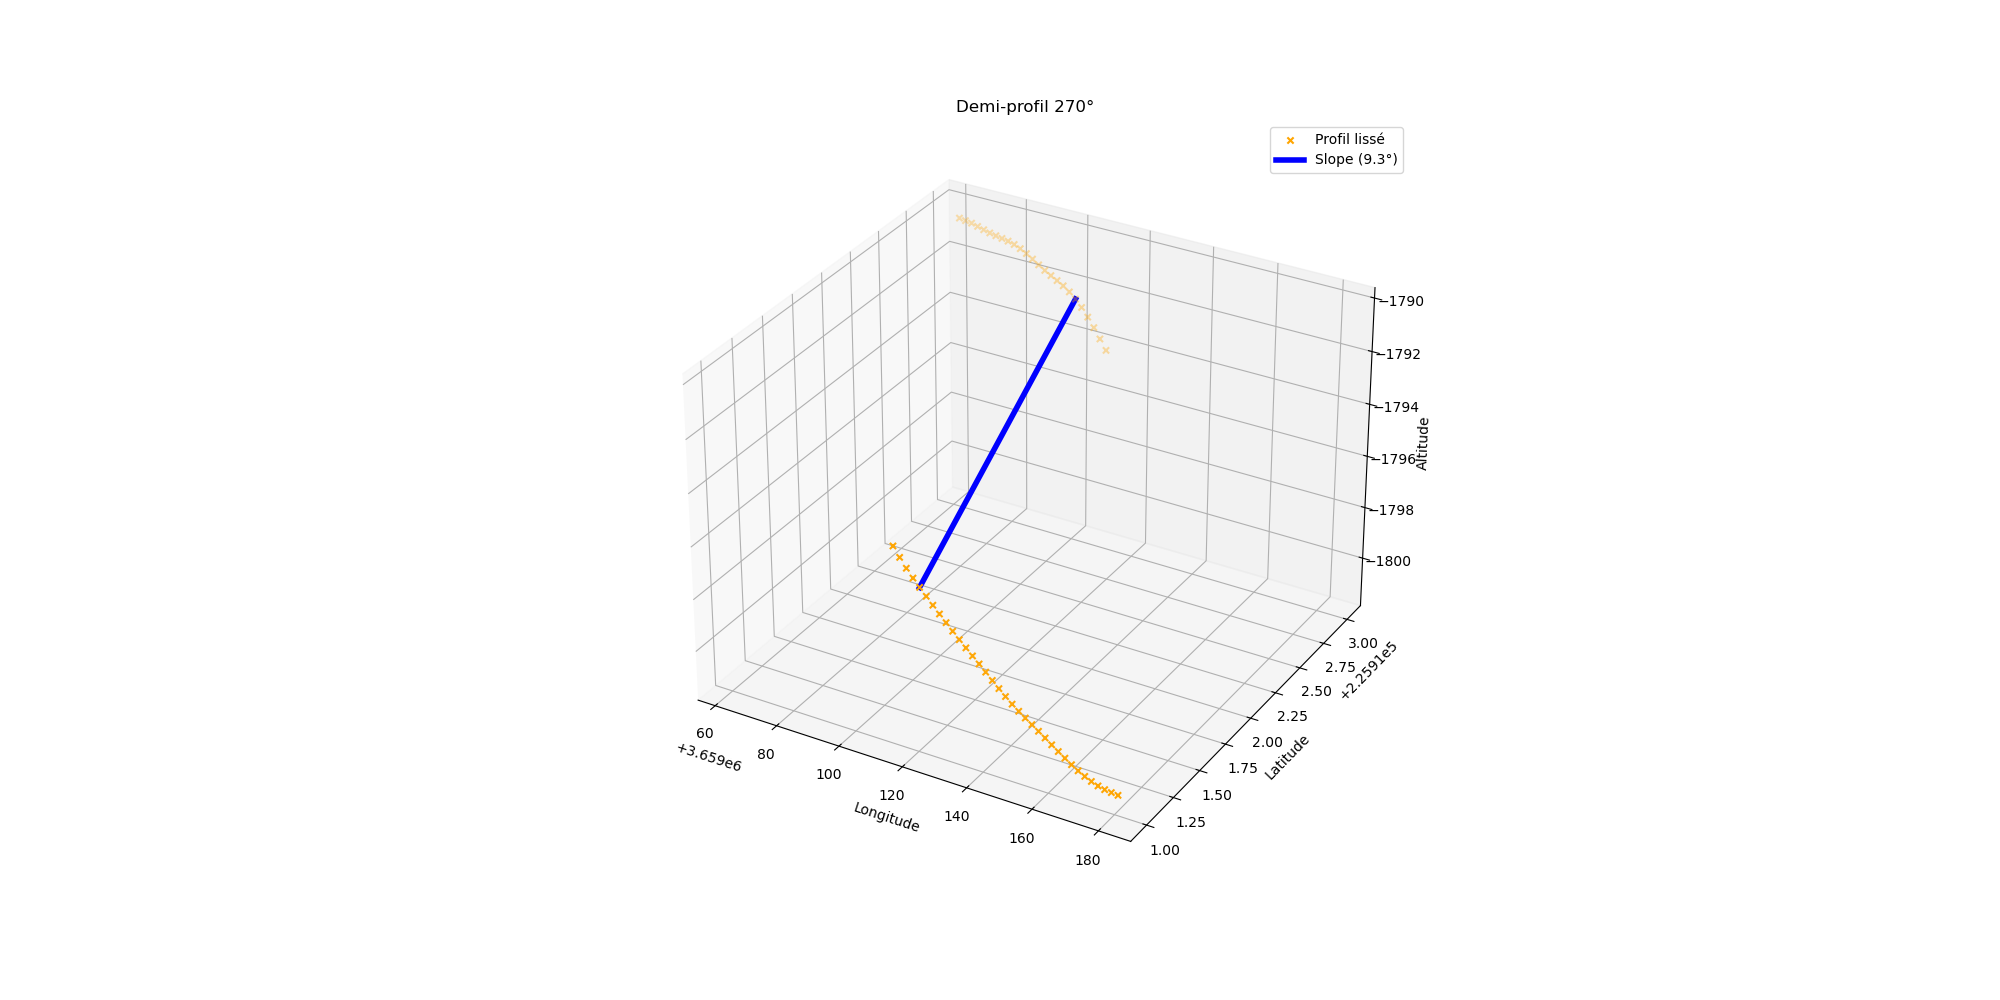 Demi-profil 270°
Profil lissé
Slope (9.3°)
−1790
−1792
−1794
−1796
−1798
−1800
Altitude
3.00
2.75
2.50
2.25
2.00
1.75
1.50
1.25
1.00
+2.2591e5
Latitude
60
80
100
120
140
160
180
+3.659e6
Longitude